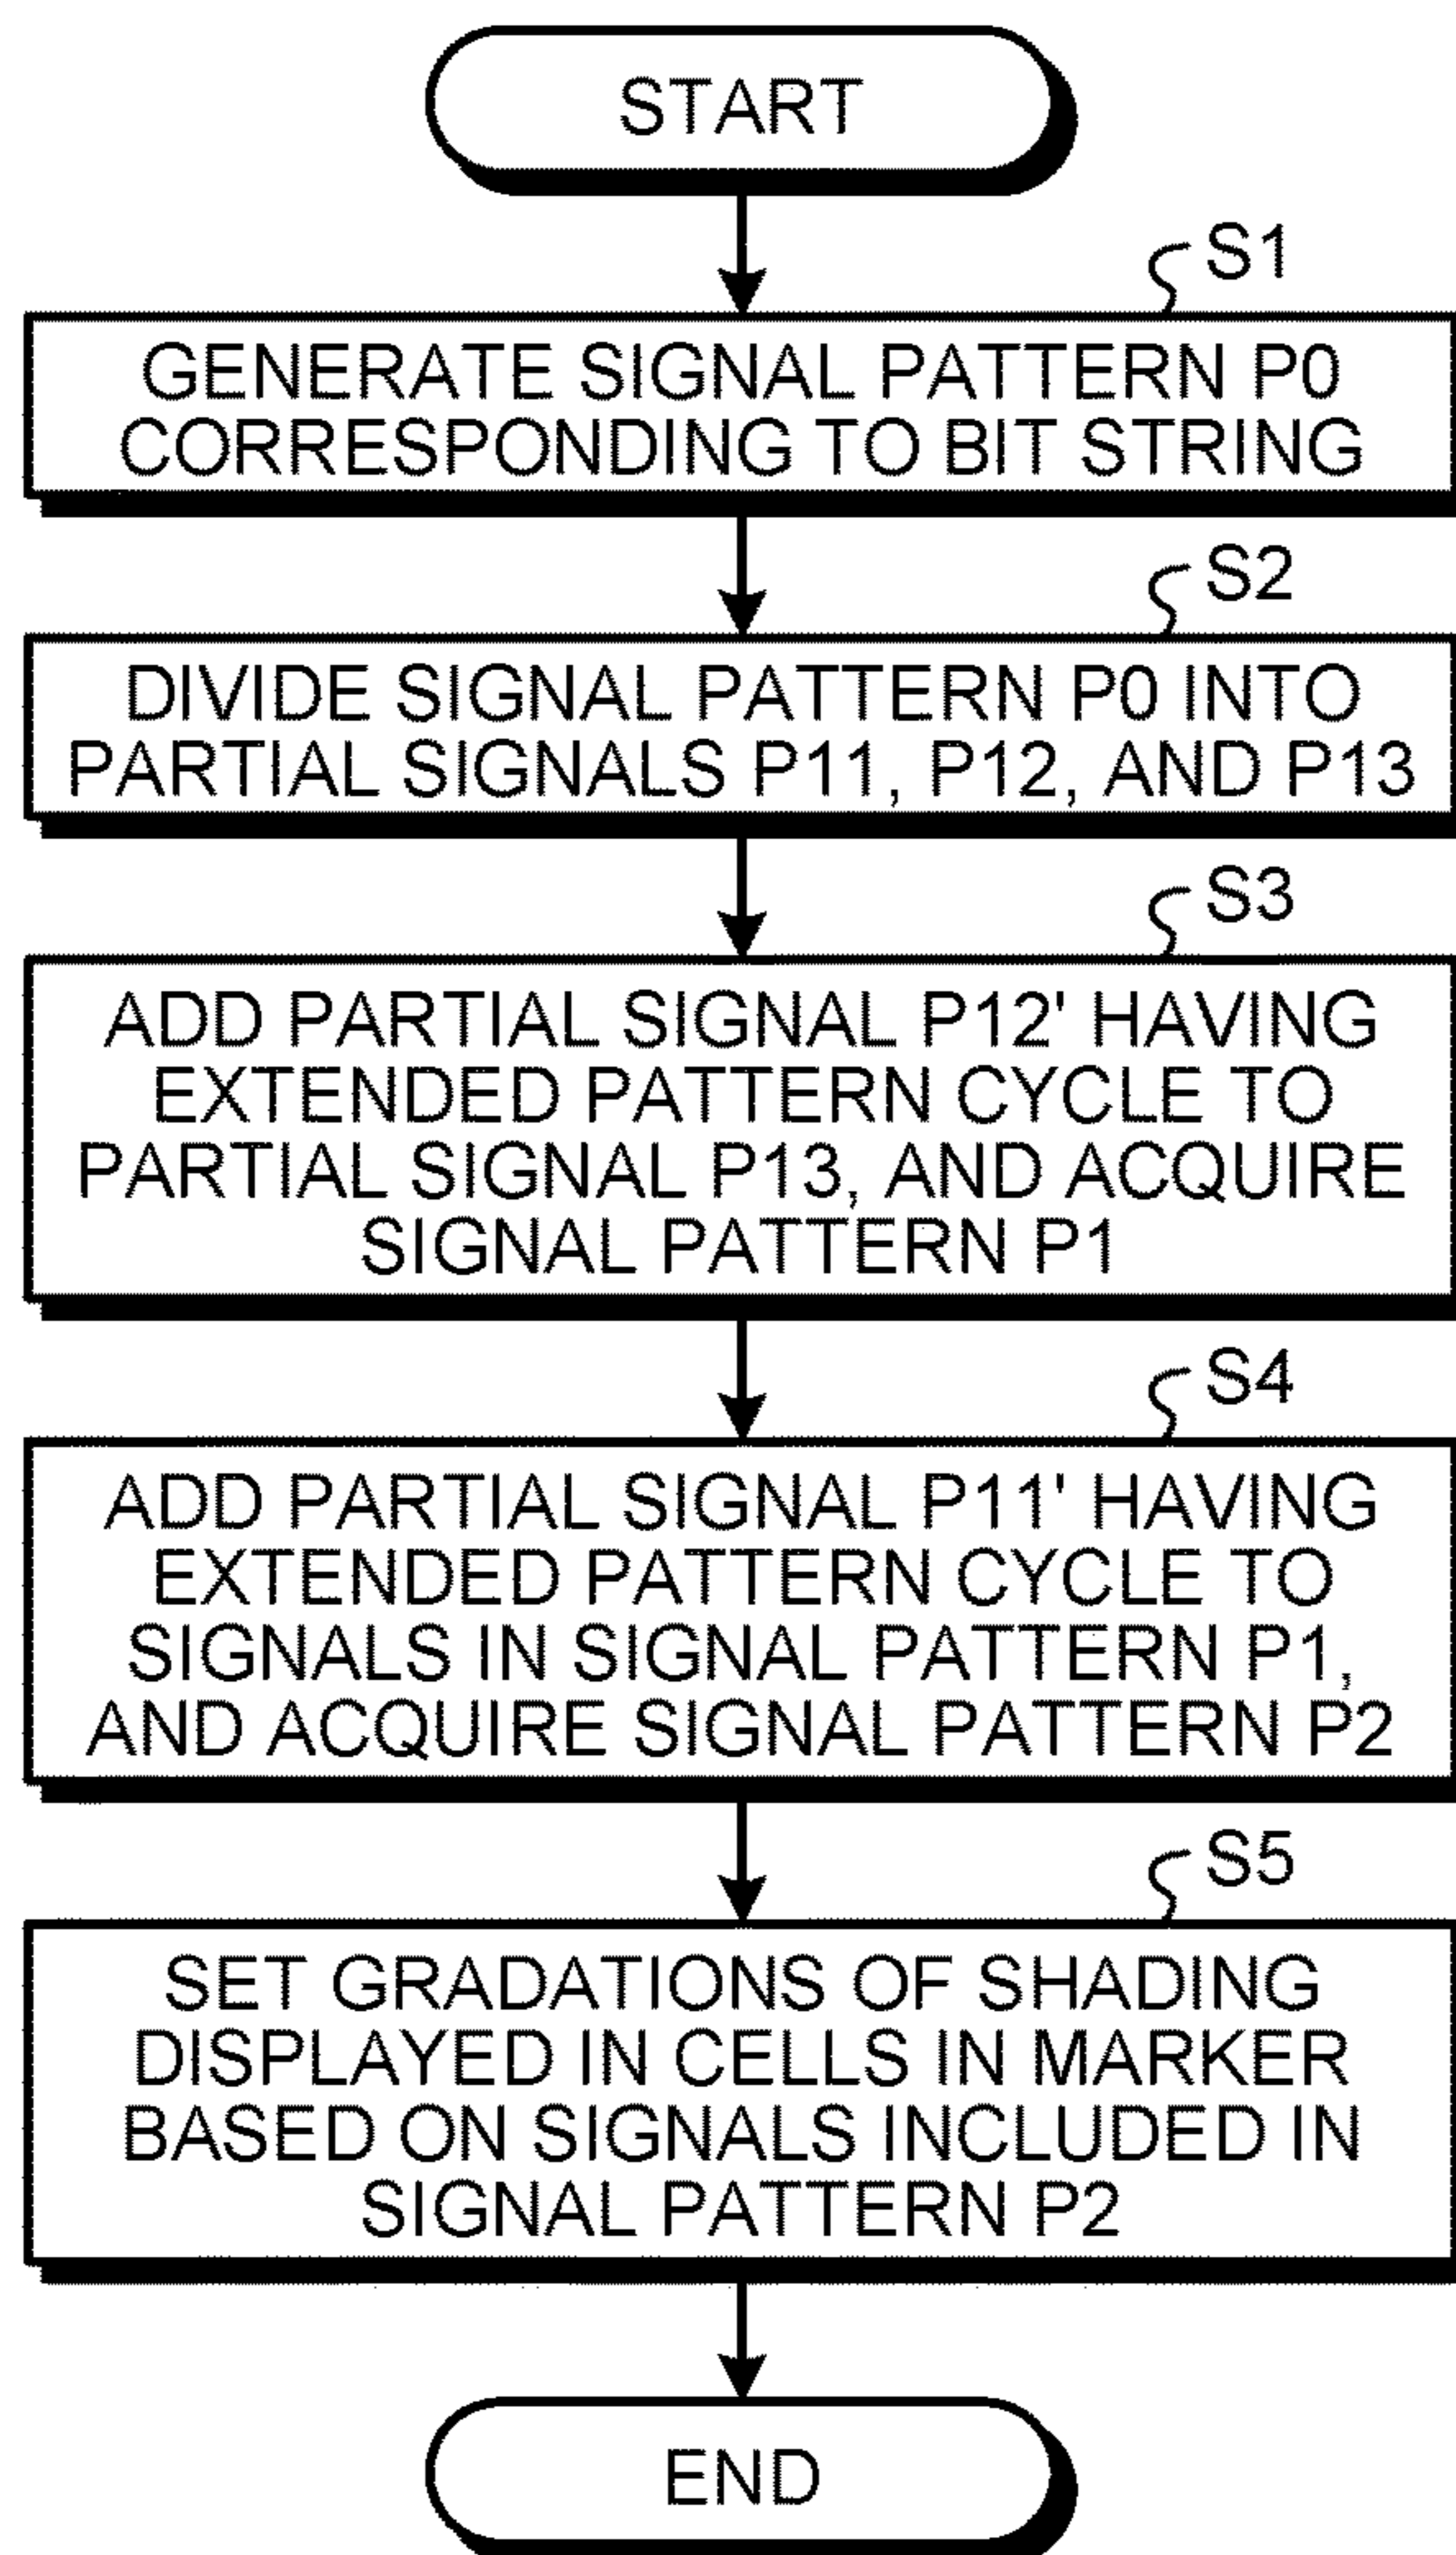 START
S1
GENERATE SIGNAL PATTERN P0
CORRESPONDING TO BIT STRING
S2
DIVIDE SIGNAL PATTERN P0 INTO
PARTIAL SIGNALS P11, P12, AND P13
S3
ADD PARTIAL SIGNAL P12' HAVING
EXTENDED PATTERN CYCLE TO
PARTIAL SIGNAL P13, AND ACQUIRE
SIGNAL PATTERN P1
S4
ADD PARTIAL SIGNAL P11' HAVING
EXTENDED PATTERN CYCLE TO
SIGNALS IN SIGNAL PATTERN P1,
AND ACQUIRE SIGNAL PATTERN P2
S5
SET GRADATIONS OF SHADING
DISPLAYED IN CELLS IN MARKER
BASED ON SIGNALS INCLUDED IN
SIGNAL PATTERN P2
END